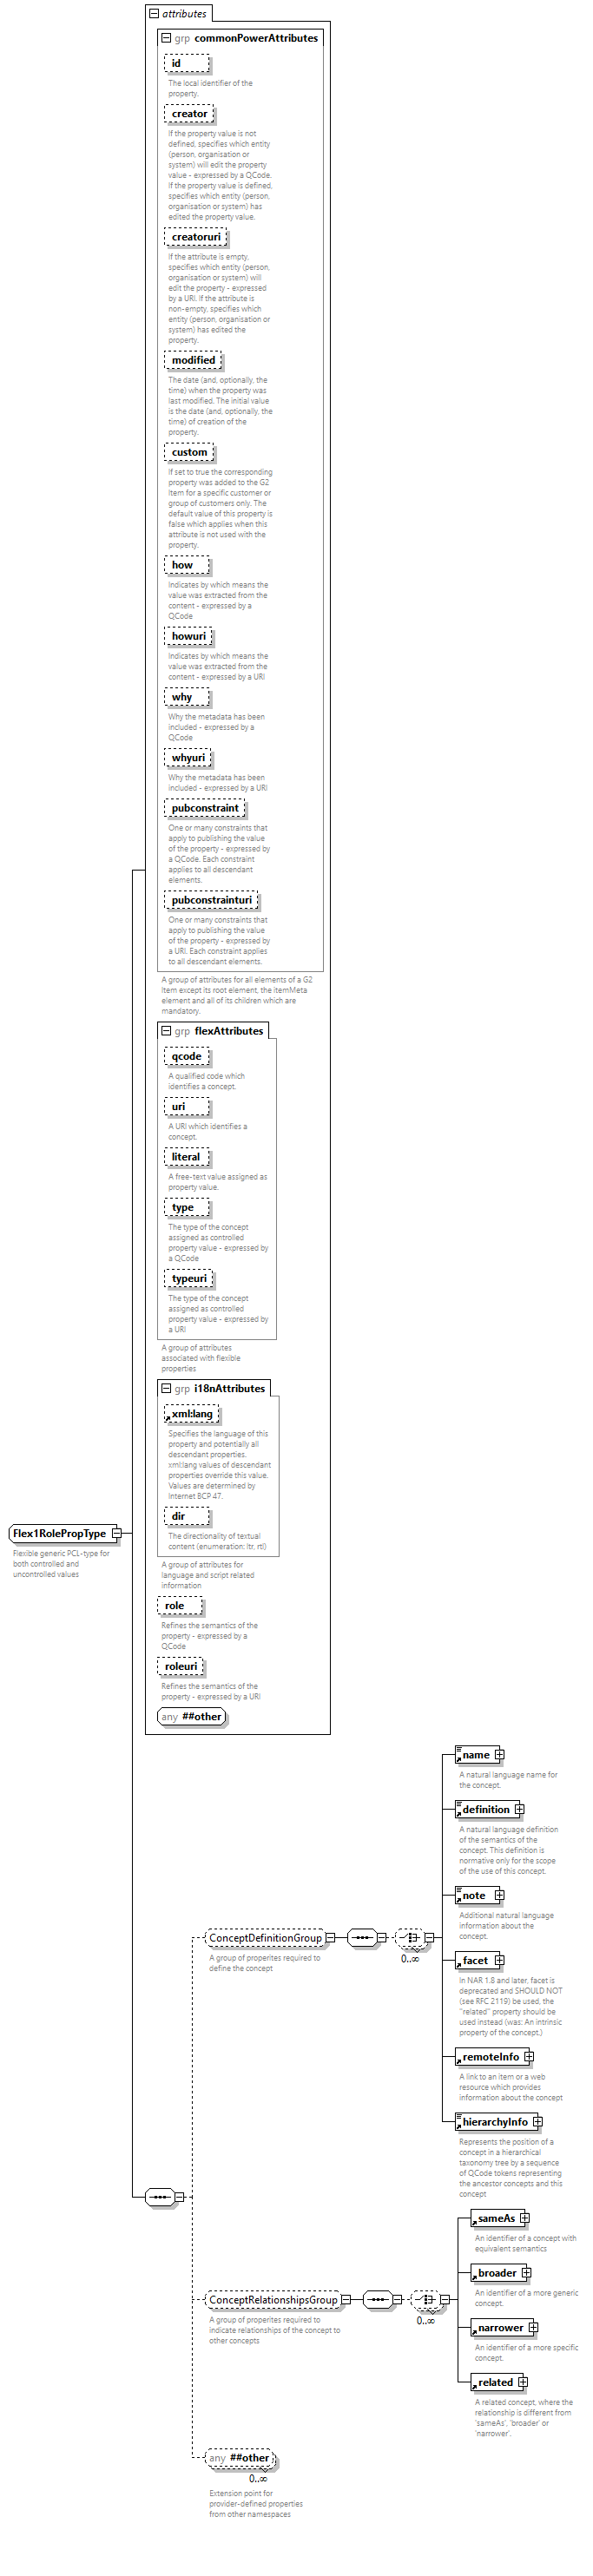 attributes
grp commonPowerAttributes
id
The local identifier of the
property.
creator
If the property value is not
defined, specifies which entity
(person, organisation or
system) will edit the property
value - expressed by a QCode.
If the property value is defined,
specifies which entity (person,
organisation or system) has
edited the property value.
creatoruri
If the attribute is empty,
specifies which entity (person,
organisation or system) will
edit the property - expressed
by a URI. If the attribute is
non-empty, specifies which
entity (person, organisation or
system) has edited the
property.
modified
The date (and, optionally, the
time) when the property was
last modified. The initial value
is the date (and, optionally, the
time) of creation of the
property.
custom
If set to true the corresponding
property was added to the G2
Item for a specific customer or
group of customers only. The
default value of this property is
false which applies when this
attribute is not used with the
property.
how
Indicates by which means the
value was extracted from the
content - expressed by a
QCode
howuri
Indicates by which means the
value was extracted from the
content - expressed by a URI
why
Why the metadata has been
included - expressed by a
QCode
whyuri
Why the metadata has been
included - expressed by a URI
pubconstraint
One or many constraints that
apply to publishing the value
of the property - expressed by
a QCode. Each constraint
applies to all descendant
elements.
pubconstrainturi
One or many constraints that
apply to publishing the value
of the property - expressed by
a URI. Each constraint applies
to all descendant elements.
A group of attributes for all elements of a G2
Item except its root element, the itemMeta
element and all of its children which are
mandatory.
grp flexAttributes
qcode
A qualified code which
identifies a concept.
uri
A URI which identifies a
concept.
literal
A free-text value assigned as
property value.
type
The type of the concept
assigned as controlled
property value - expressed by
a QCode
typeuri
The type of the concept
assigned as controlled
property value - expressed by
a URI
A group of attributes
associated with flexible
properties
grp i18nAttributes
xml:lang
Specifies the language of this
property and potentially all
descendant properties.
xml:lang values of descendant
properties override this value.
Values are determined by
Internet BCP 47.
dir
The directionality of textual
content (enumeration: ltr, rtl)
A group of attributes for
language and script related
information
role
Refines the semantics of the
property - expressed by a
QCode
roleuri
Refines the semantics of the
property - expressed by a URI
any ##other
Flex1RolePropType
Flexible generic PCL-type for
both controlled and
uncontrolled values
ConceptDefinitionGroup
0..∞
A group of properites required to
define the concept
name
A natural language name for
the concept.
definition
A natural language definition
of the semantics of the
concept. This definition is
normative only for the scope
of the use of this concept.
note
Additional natural language
information about the
concept.
facet
In NAR 1.8 and later, facet is
deprecated and SHOULD NOT
(see RFC 2119) be used, the
"related" property should be
used instead (was: An intrinsic
property of the concept.)
remoteInfo
A link to an item or a web
resource which provides
information about the concept
hierarchyInfo
Represents the position of a
concept in a hierarchical
taxonomy tree by a sequence
of QCode tokens representing
the ancestor concepts and this
concept
ConceptRelationshipsGroup
0..∞
A group of properites required to
indicate relationships of the concept to
other concepts
sameAs
An identifier of a concept with
equivalent semantics
broader
An identifier of a more generic
concept.
narrower
An identifier of a more specific
concept.
related
A related concept, where the
relationship is different from
'sameAs', 'broader' or
'narrower'.
any ##other
0..∞
Extension point for
provider-defined properties
from other namespaces